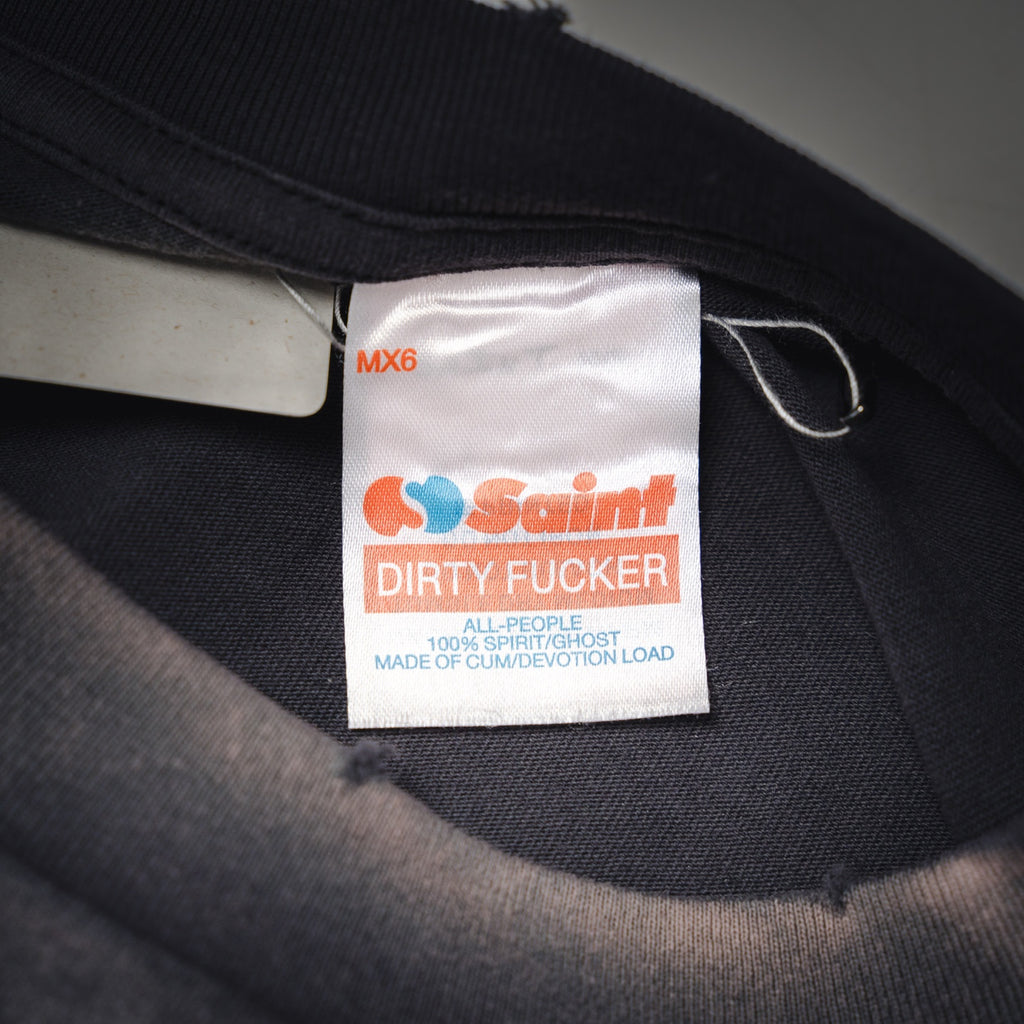 MX6
Saint
DIRTY FUCKER
ALL-PEOPLE
100% SPIRIT/GHOST
MADE OF CUM/DEVOTION LOAD